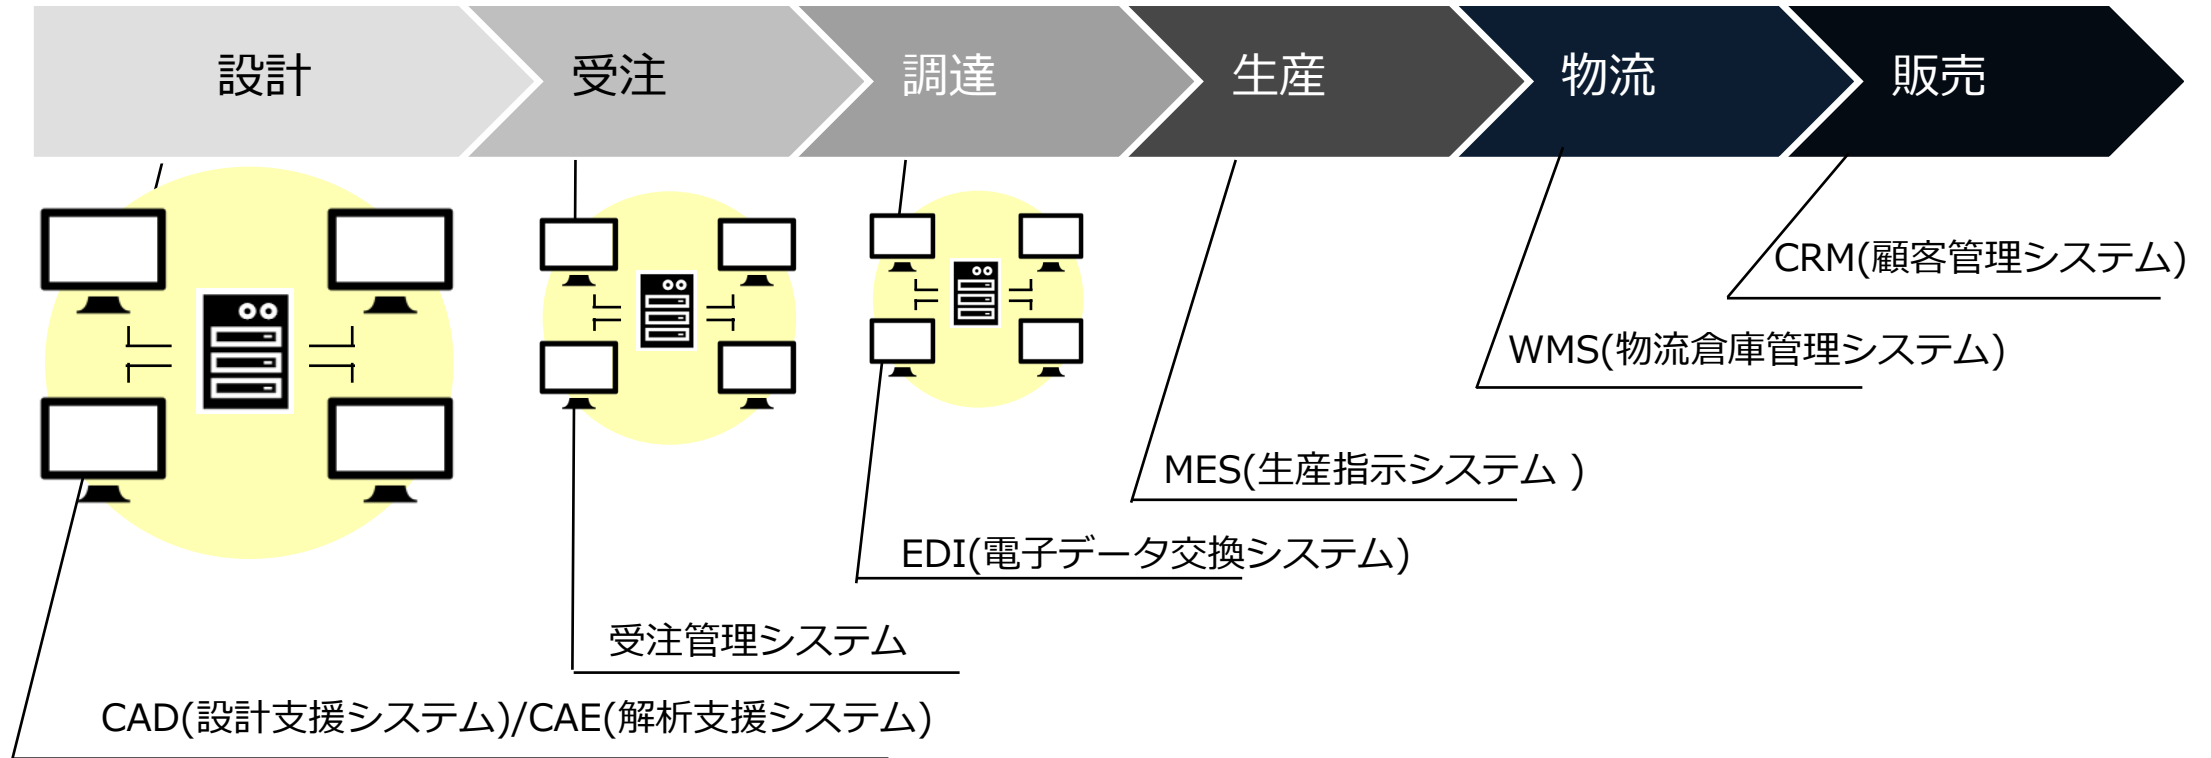 設計
受注
調達
生産
物流
販売
CRM(顧客管理システム)
WMS(物流倉庫管理システム)
MES(生産指示システム )
EDI(電子データ交換システム)
受注管理システム
CAD(設計支援システム)/CAE(解析支援システム)